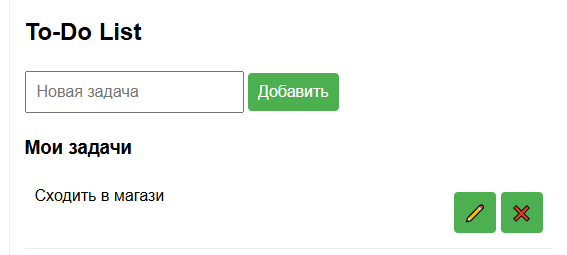 To-Do List
Новая задача
Добавить
Мои задачи
Сходить в магази